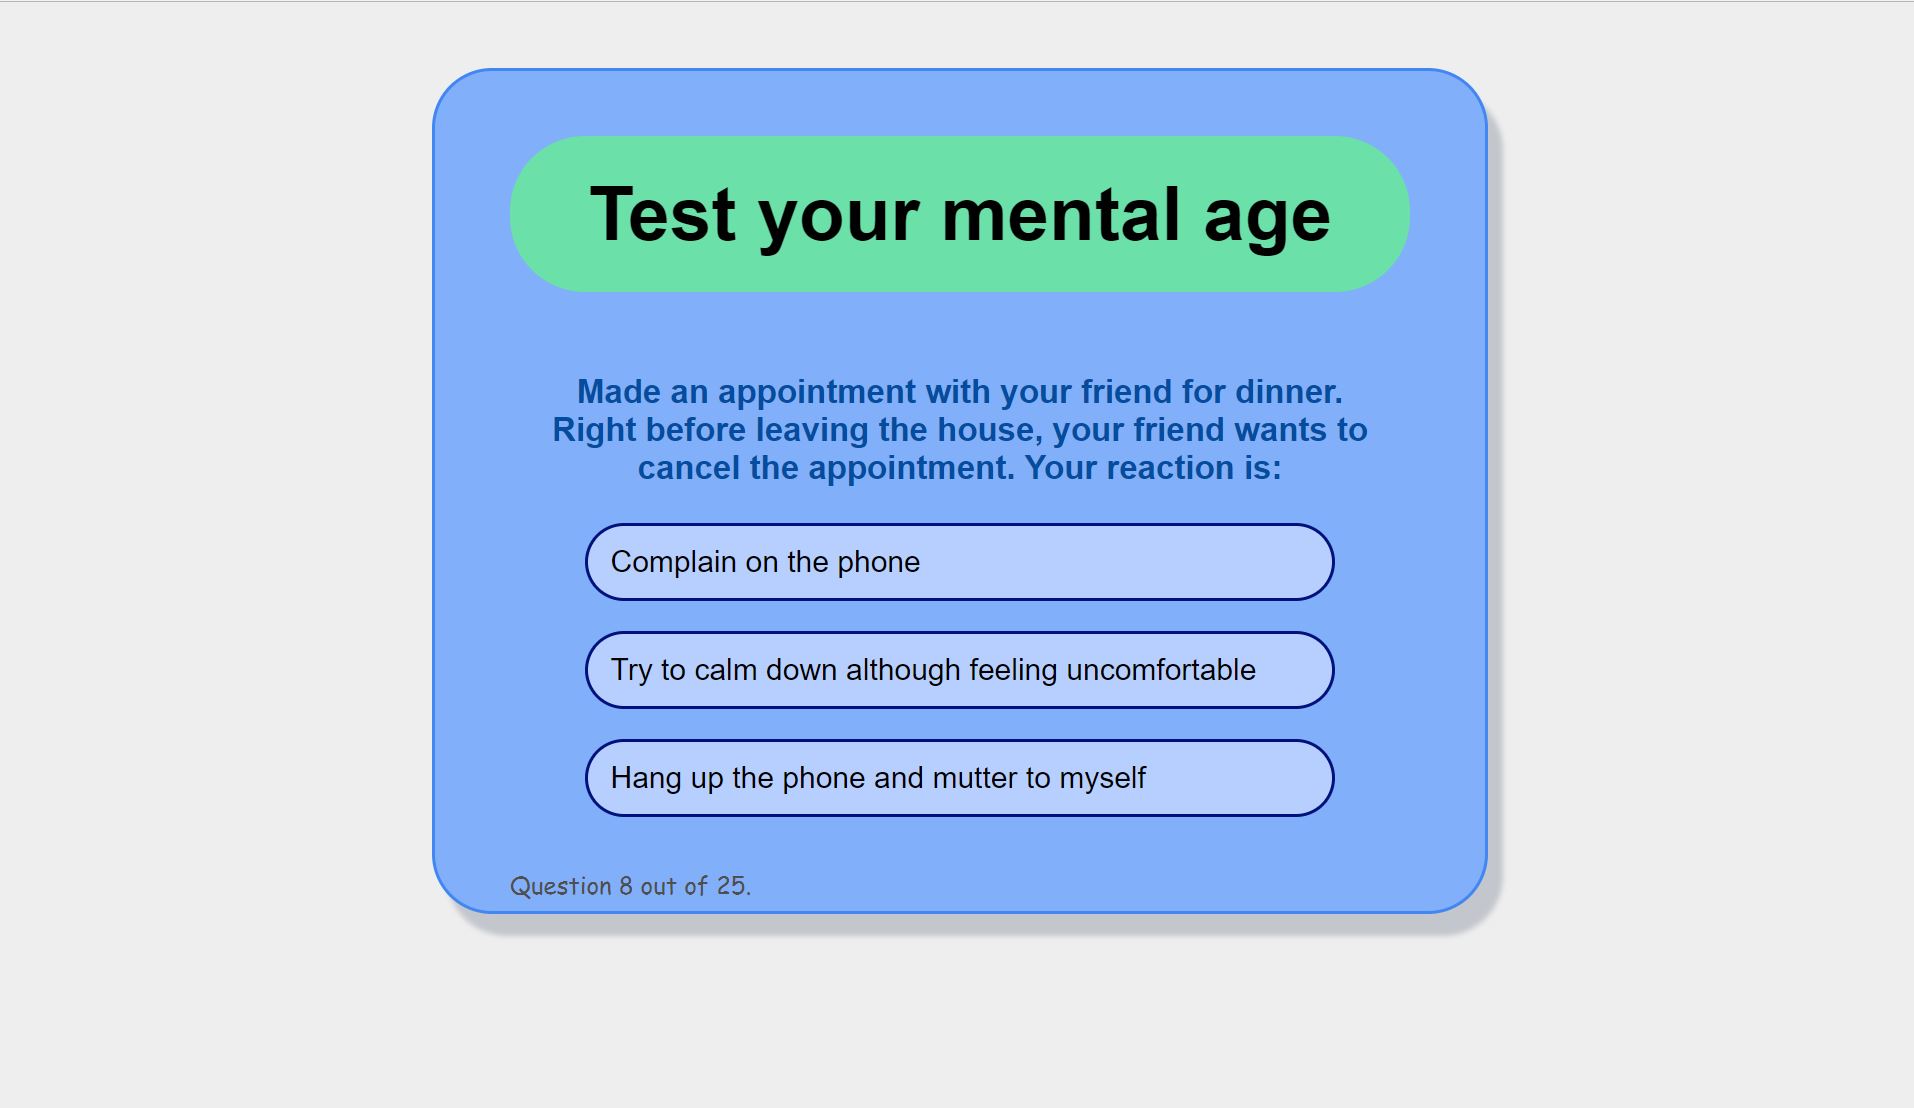 Test your mental age
Made an appointment with your friend for dinner.
Right before leaving the house, your friend wants to
cancel the appointment. Your reaction is:
Complain on the phone
Try to calm down although feeling uncomfortable
Hang up the phone and mutter to myself
Question 8 out of 25.